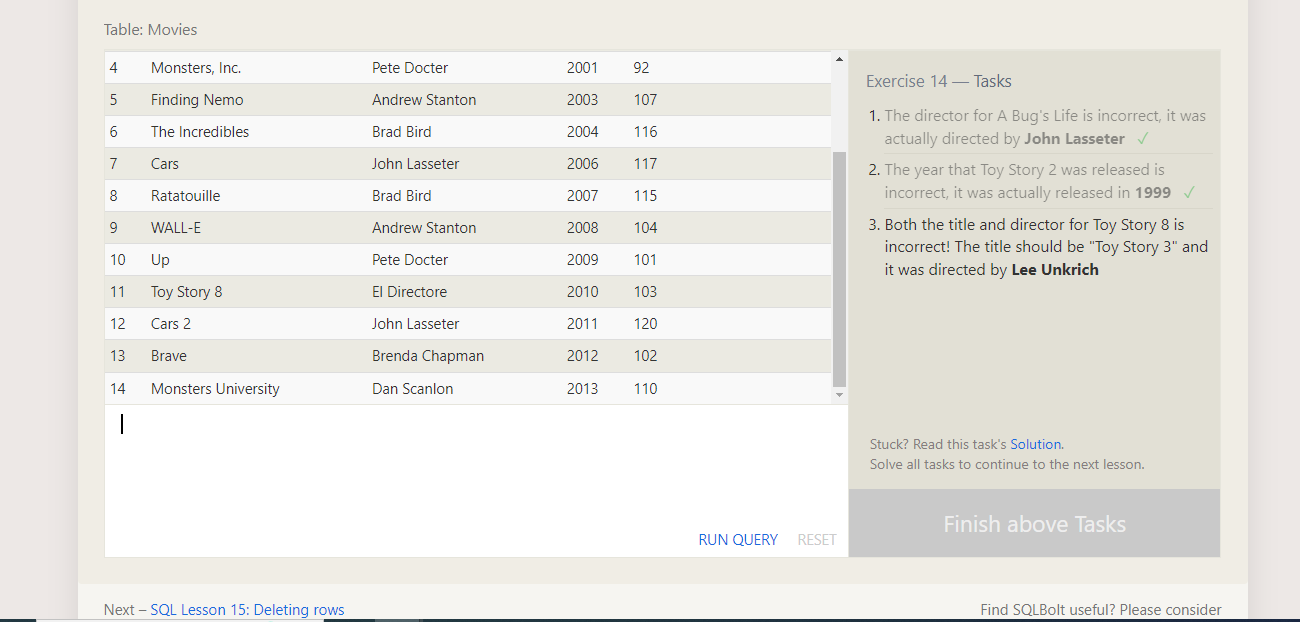 Table: Movies
4 Monsters, Inc. Pete Docter 2001 92
5 Finding Nemo Andrew Stanton 2003 107
6 The Incredibles Brad Bird 2004 116
7 Cars John Lasseter 2006 117
8 Ratatouille Brad Bird 2007 115
9 WALL-E Andrew Stanton 2008 104
10 Up Pete Docter 2009 101
11 Toy Story 8 El Directore 2010 103
12 Cars 2 John Lasseter 2011 120
13 Brave Brenda Chapman 2012 102
14 Monsters University Dan Scanlon 2013 110
RUN QUERY RESET
Exercise 14 — Tasks
1. The director for A Bug's Life is incorrect, it was
actually directed by John Lasseter ✓
2. The year that Toy Story 2 was released is
incorrect, it was actually released in 1999 ✓
3. Both the title and director for Toy Story 8 is
incorrect! The title should be "Toy Story 3" and
it was directed by Lee Unkrich
Stuck? Read this task's Solution.
Solve all tasks to continue to the next lesson.
Finish above Tasks
Next – SQL Lesson 15: Deleting rows
Find SQLBolt useful? Please consider